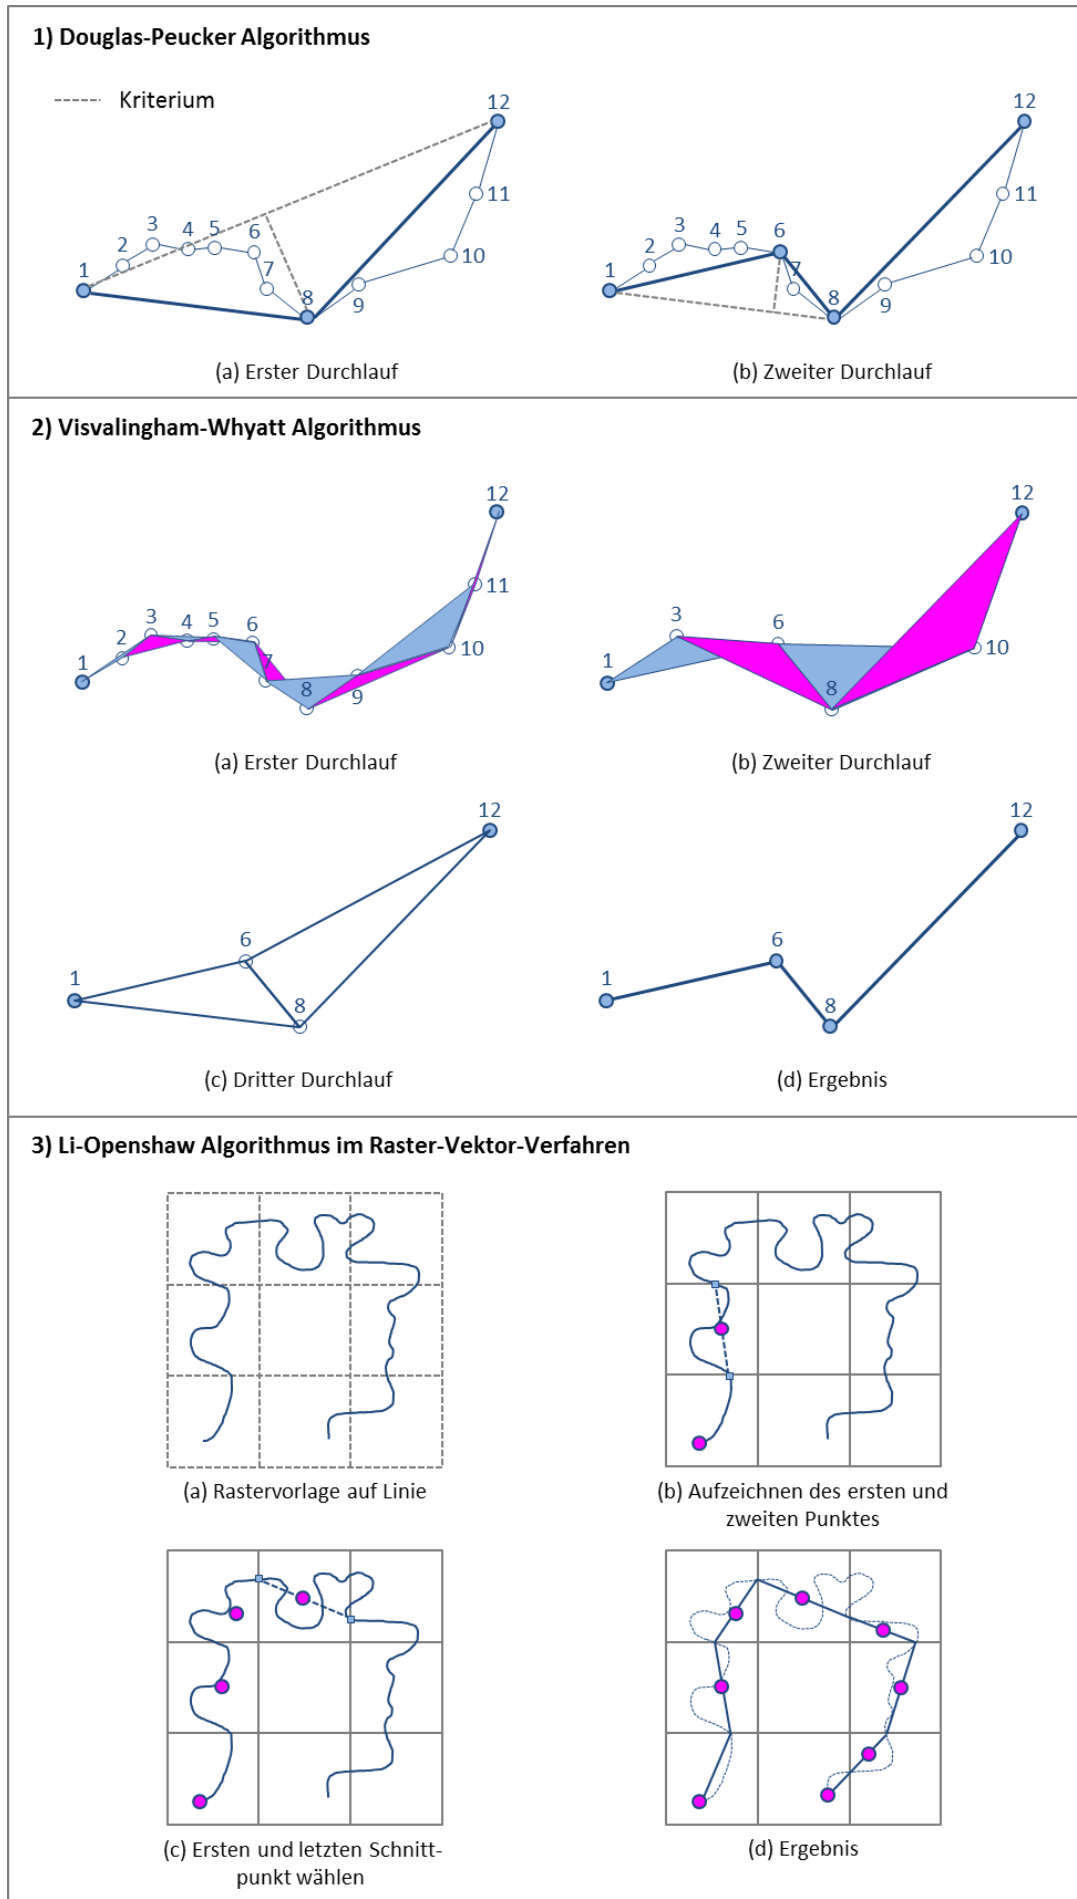 1) Douglas-Peucker Algorithmus
Kriterium
1 2 3 4 5 6 7 8 9 10 11 12
1 2 3 4 5 6 7 8 9 10 11 12
(a) Erster Durchlauf
(b) Zweiter Durchlauf
2) Visvalingham-Whyatt Algorithmus
1 2 3 4 5 6 7 8 9 10 11 12
1 3 6 8 10 12
(a) Erster Durchlauf
(b) Zweiter Durchlauf
1 6 8 12
1 6 8 12
(c) Dritter Durchlauf
(d) Ergebnis
3) Li-Openshaw Algorithmus im Raster-Vektor-Verfahren
(a) Rastervorlage auf Linie
(b) Aufzeichnen des ersten und
zweiten Punktes
(c) Ersten und letzten Schnitt-
punkt wählen
(d) Ergebnis